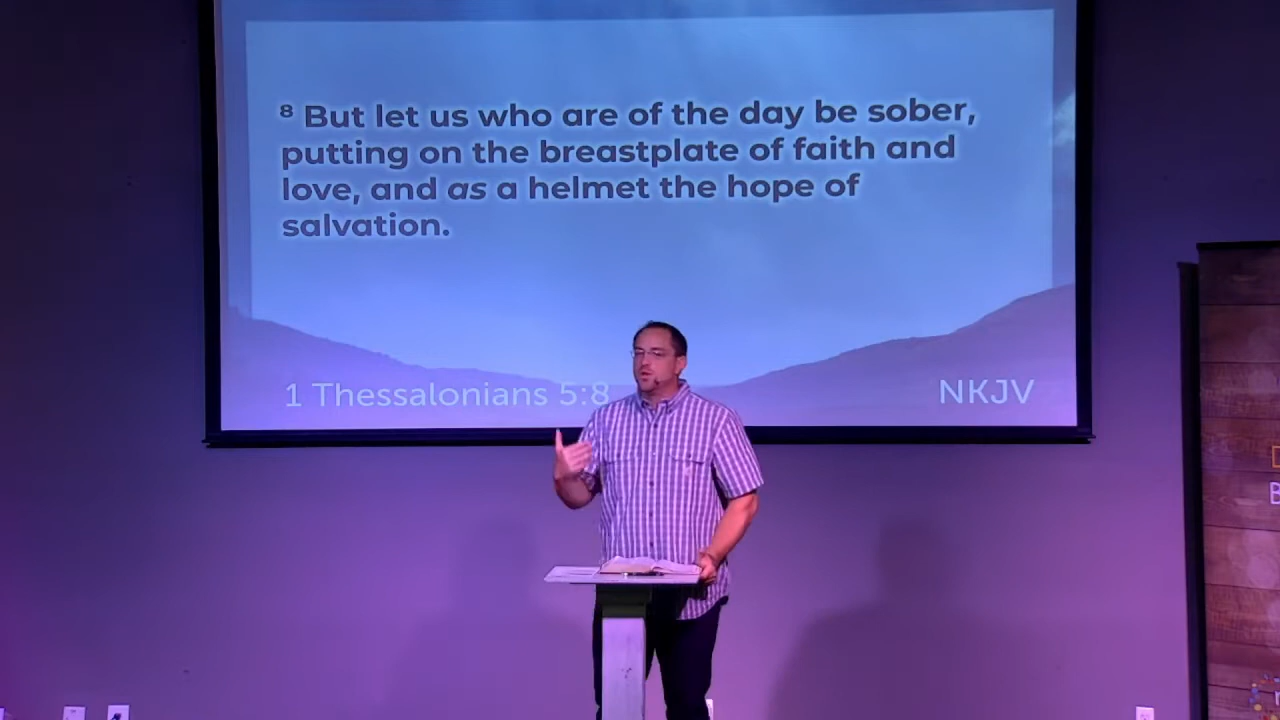 ⁸ But let us who are of the day be sober,
putting on the breastplate of faith and
love, and as a helmet the hope of
salvation.
1 Thessalonians 5:8
NKJV